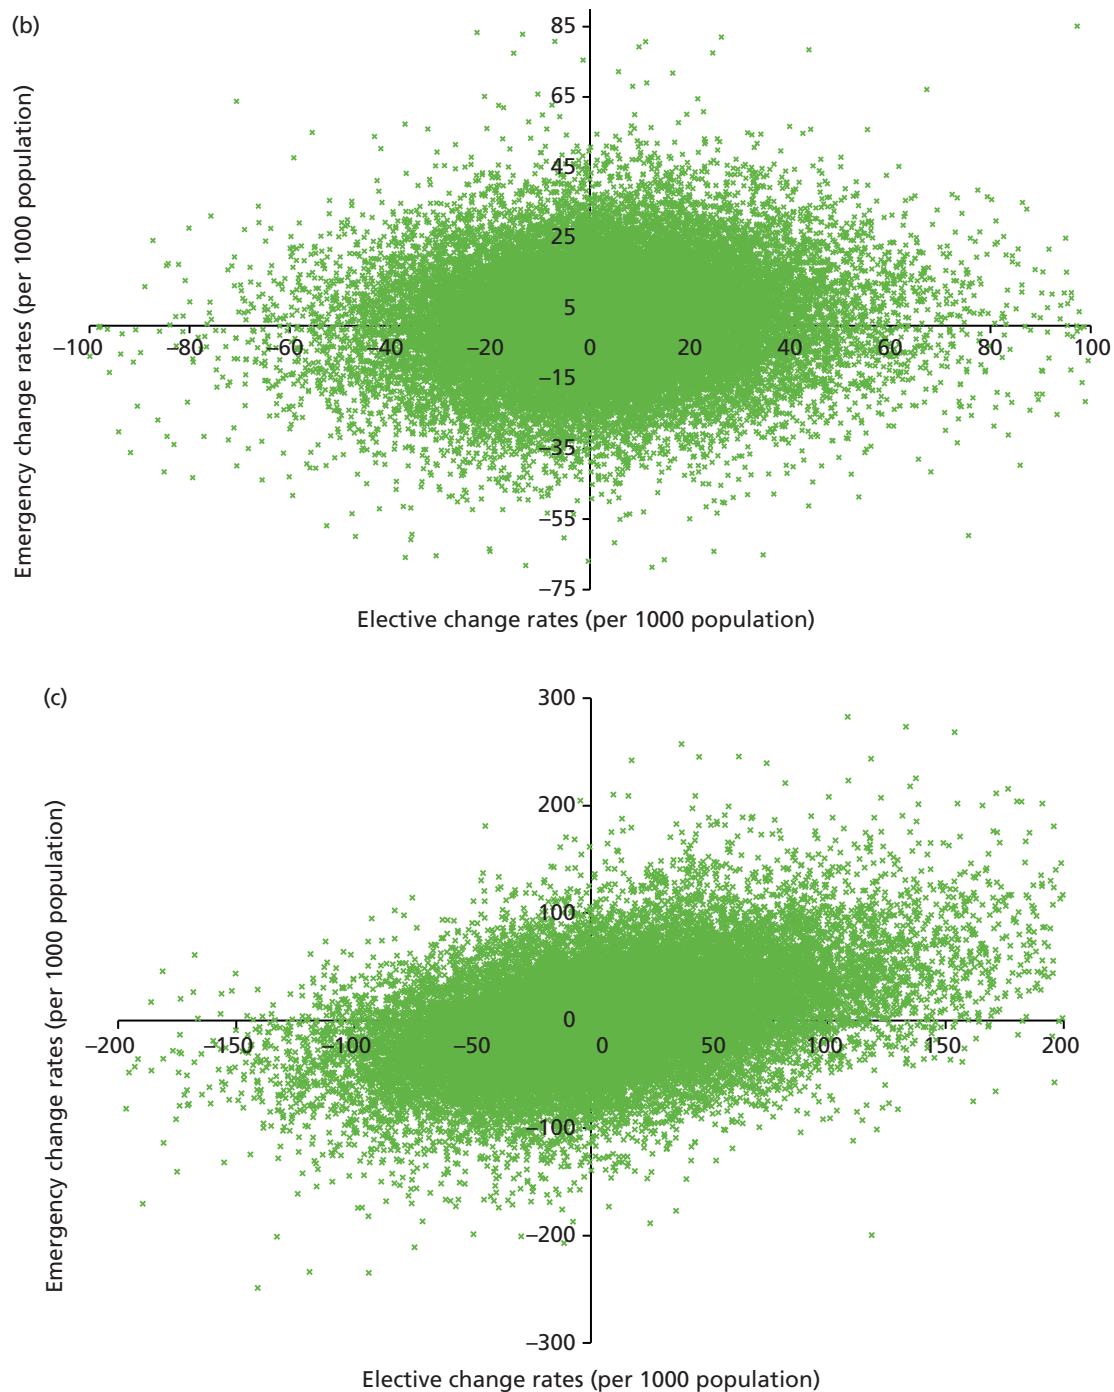 (b)
85
65
45
25
5
−15
−35
−55
−75
−100 −80 −60 −40 −20 0 20 40 60 80 100
Emergency change rates (per 1000 population)
Elective change rates (per 1000 population)
(c)
300
200
100
0
−100
−200
−300
−200 −150 −100 −50 0 50 100 150 200
Emergency change rates (per 1000 population)
Elective change rates (per 1000 population)